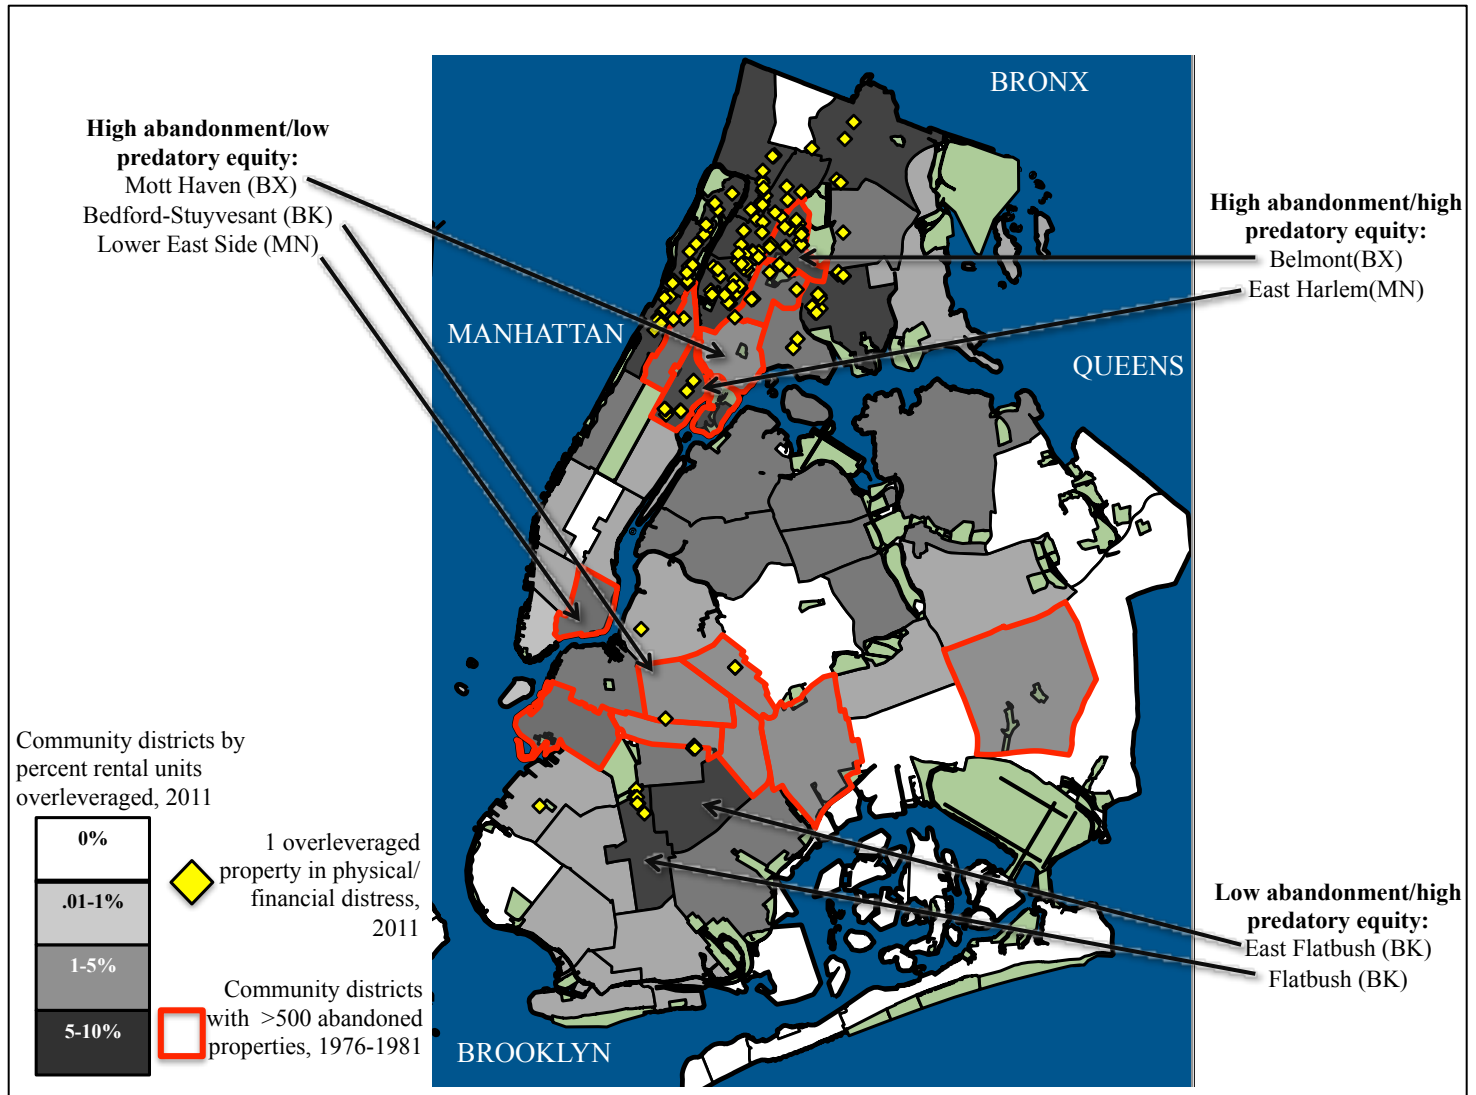 BRONX
High abandonment/low
predatory equity:
Mott Haven (BX)
Bedford-Stuyvesant (BK)
Lower East Side (MN)
High abandonment/high
predatory equity:
Belmont(BX)
East Harlem(MN)
MANHATTAN
QUEENS
Community districts by
percent rental units
overleveraged, 2011
0%
.01-1%
1-5%
5-10%
1 overleveraged
property in physical/
financial distress,
2011
Community districts
with >500 abandoned
properties, 1976-1981
Low abandonment/high
predatory equity:
East Flatbush (BK)
Flatbush (BK)
BROOKLYN